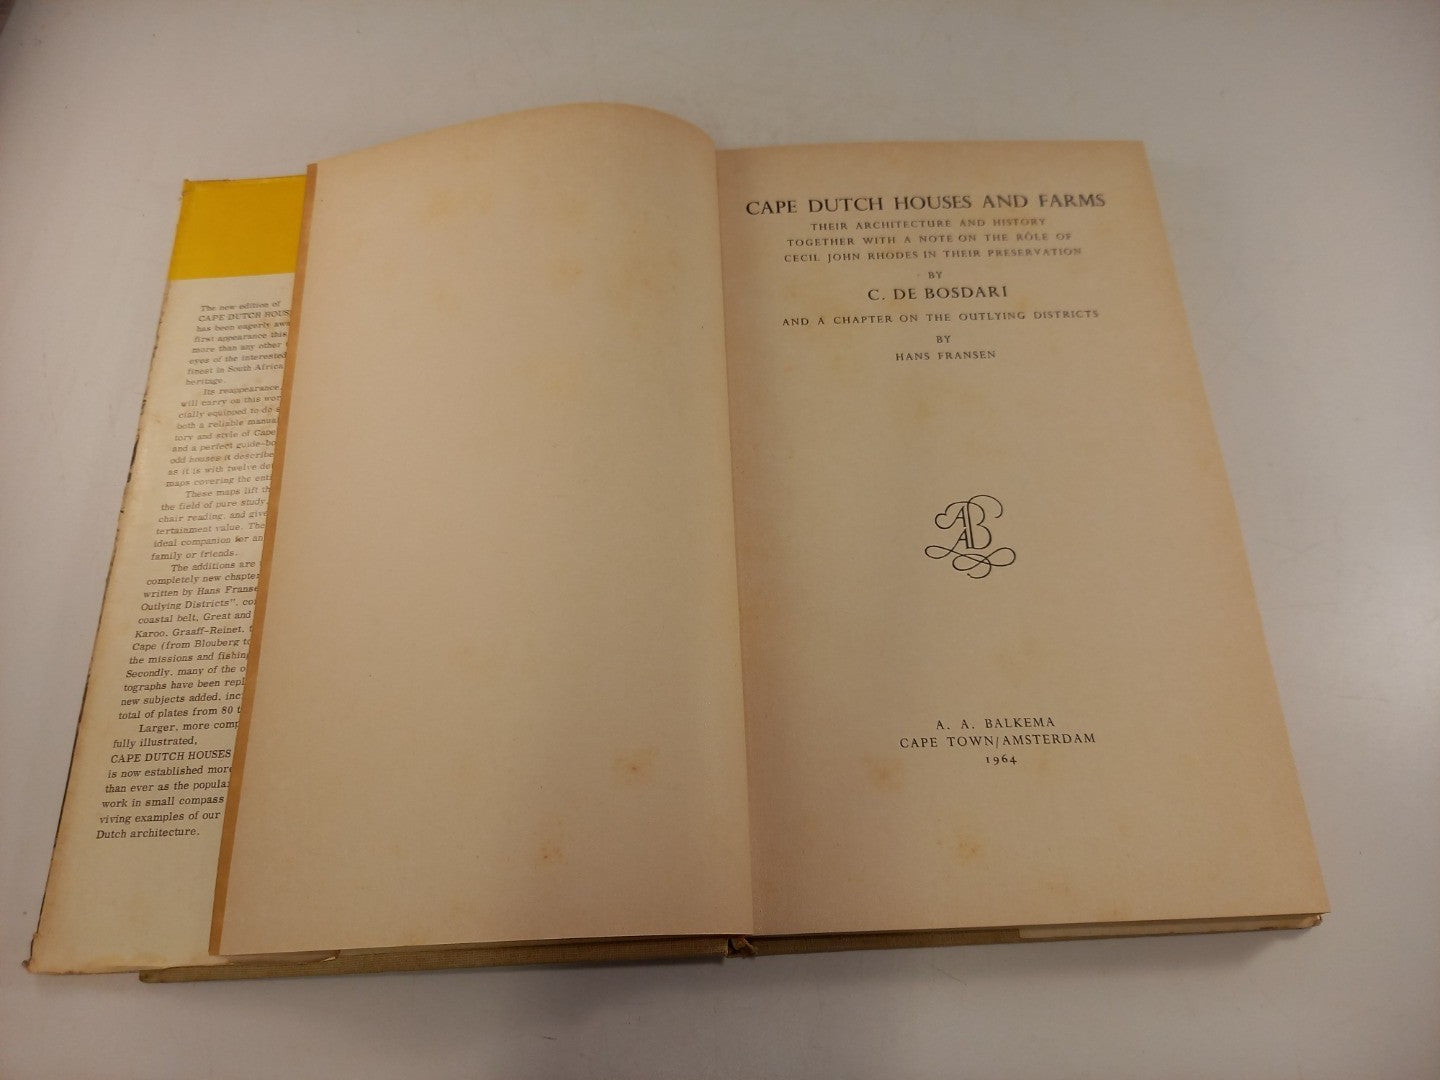 The new edition of
CAPE DUTCH HOUS
has been eagerly awa
first appearance this
more than any other
eyes of the interested
finest in South Africa
heritage.
Its reappearance,
will carry on this wor
cially equipped to do s
both a reliable manua
tory and style of Cape
and a perfect guide-bo
odd houses it describe
as it is with twelve de
maps covering the enti
These maps lift th
the field of pure study,
chair reading, and give
tertainment value. The
ideal companion for an
family or friends.
The additions are
completely new chapter
written by Hans Franse
Outlying Districts", co
coastal belt, Great and
Karoo, Graaff-Reinet,
Cape (from Blouberg to
the missions and fishing
Secondly, many of the o
tographs have been repl
new subjects added, inc
total of plates from 80 t
Larger, more comp
fully illustrated,
CAPE DUTCH HOUSES
is now established more
than ever as the popula
work in small compass
viving examples of our
Dutch architecture.
CAPE DUTCH HOUSES AND FARMS
THEIR ARCHITECTURE AND HISTORY
TOGETHER WITH A NOTE ON THE RÔLE OF
CECIL JOHN RHODES IN THEIR PRESERVATION
BY
C. DE BOSDARI
AND A CHAPTER ON THE OUTLYING DISTRICTS
BY
HANS FRANSEN
AAB
A. A. BALKEMA
CAPE TOWN/AMSTERDAM
1964